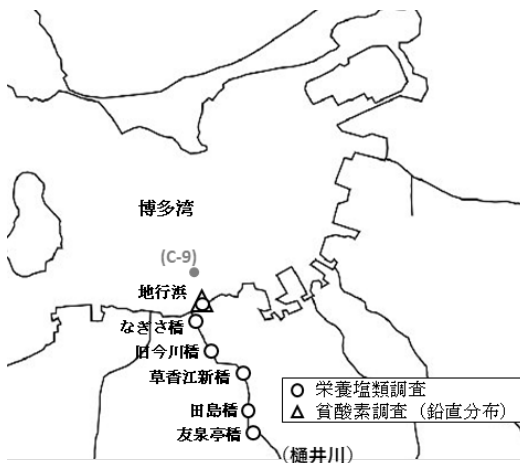 博多湾
(C-9)
地行浜
なぎさ橋
旧今川橋
草香江新橋
田島橋
友泉亭橋
○ 栄養塩類調査
△ 貧酸素調査（鉛直分布）
（樋井川）